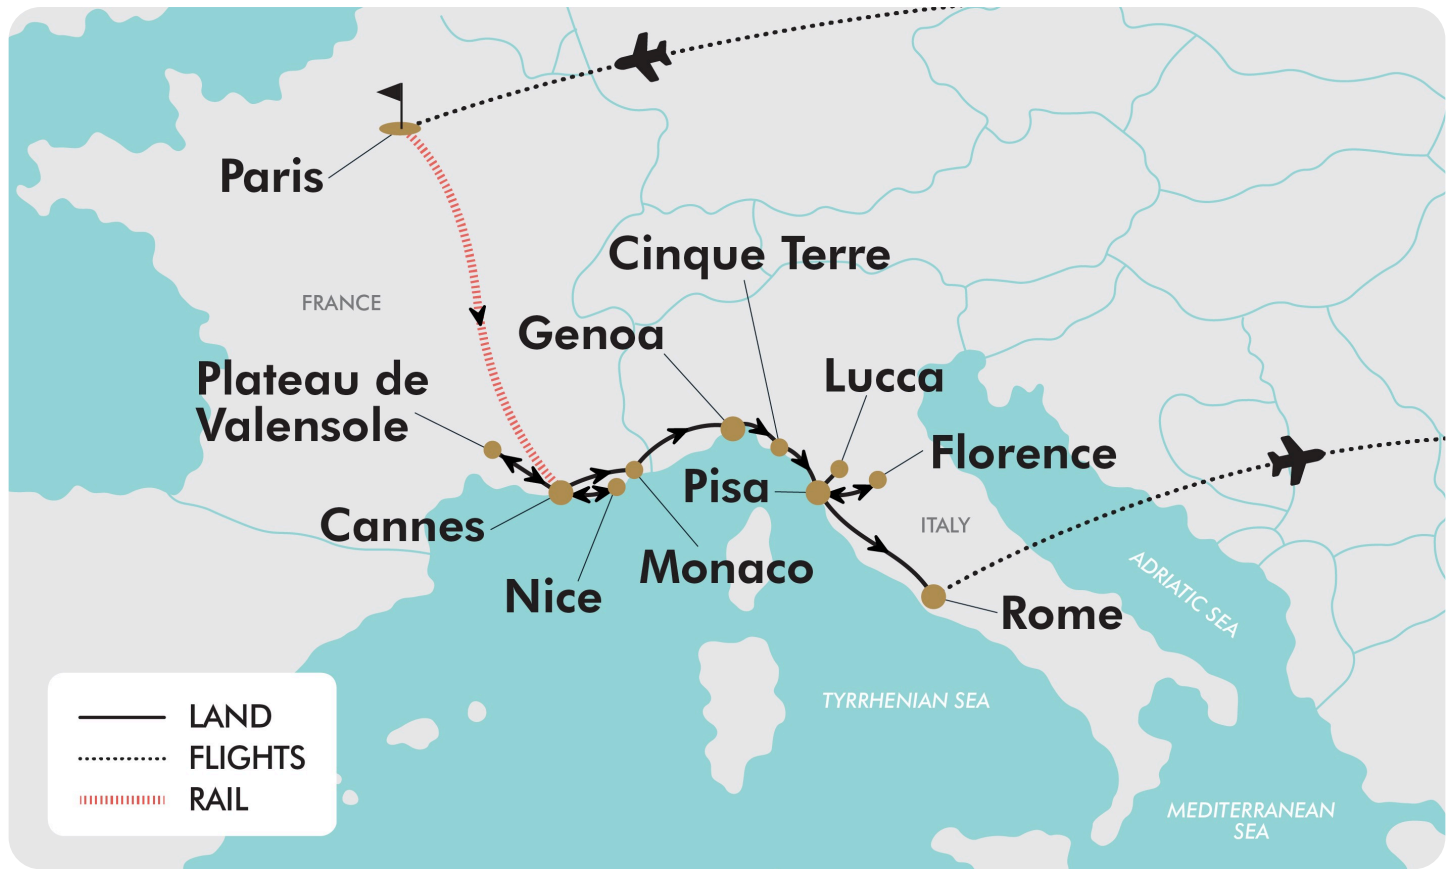 Paris
Cinque Terre
FRANCE
Genoa
Plateau de
Valensole
Lucca
Florence
Pisa
Cannes
ITALY
Monaco
Nice
ADRIATIC SEA
Rome
TYRRHENIAN SEA
LAND
FLIGHTS
RAIL
MEDITERRANEAN
SEA